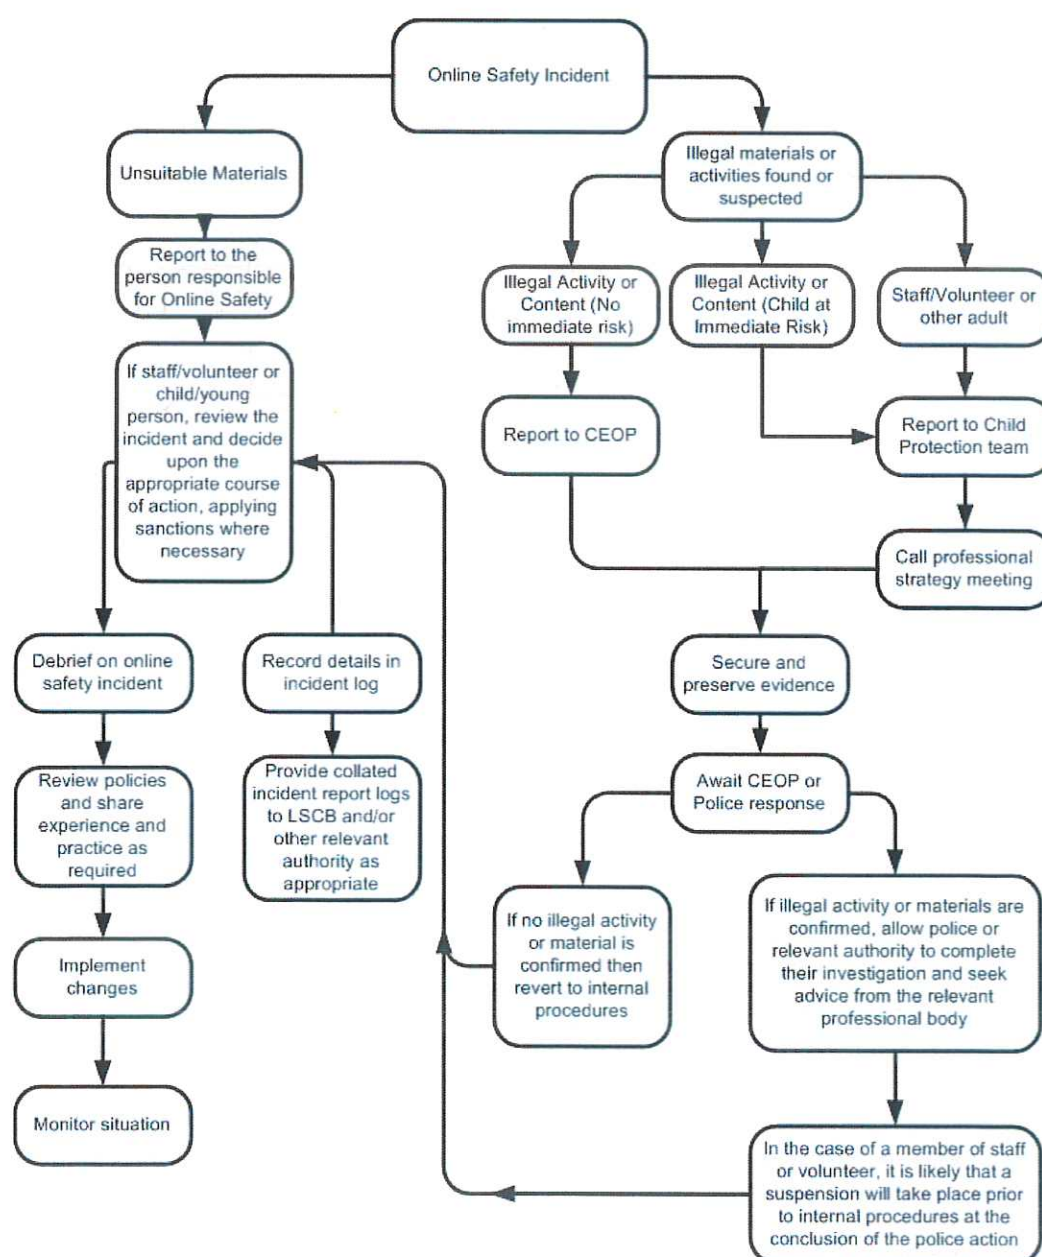 Online Safety Incident
Unsuitable Materials
Illegal materials or
activities found or
suspected
Report to the
person responsible
for Online Safety
Illegal Activity or
Content (No
immediate risk)
Illegal Activity or
Content (Child at
Immediate Risk)
Staff/Volunteer or
other adult
If staff/volunteer or
child/young
person, review the
incident and decide
upon the
appropriate course
of action, applying
sanctions where
necessary
Report to CEOP
Report to Child
Protection team
Call professional
strategy meeting
Debrief on online
safety incident
Record details in
incident log
Secure and
preserve evidence
Review policies
and share
experience and
practice as
required
Provide collated
incident report logs
to LSCB and/or
other relevant
authority as
appropriate
Await CEOP or
Police response
If no illegal activity
or material is
confirmed then
revert to internal
procedures
If illegal activity or materials are
confirmed, allow police or
relevant authority to complete
their investigation and seek
advice from the relevant
professional body
Implement
changes
Monitor situation
In the case of a member of staff
or volunteer, it is likely that a
suspension will take place prior
to internal procedures at the
conclusion of the police action